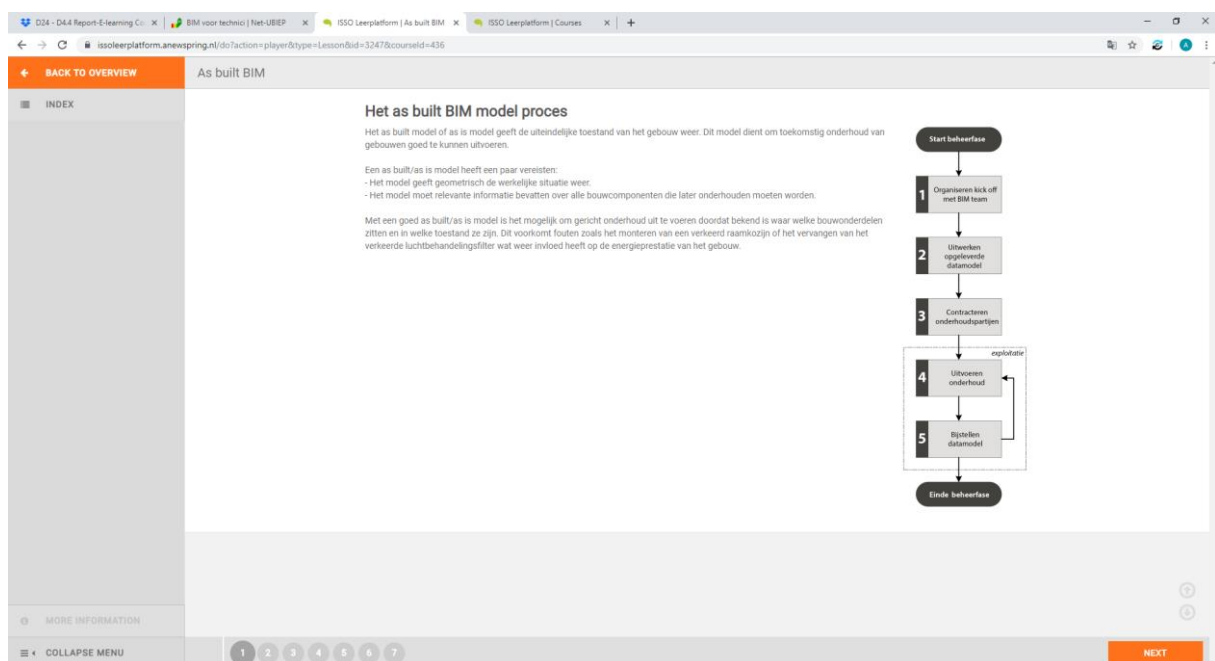 D24 - D4.4 Report-E-learning Co
BIM voor technici | Net-UBIEP
ISSO Leerplatform | As built BIM
ISSO Leerplatform | Courses
issoleerplatform.anewspring.nl/do?action=player&type=Lesson&id=3247&courseId=436
A
BACK TO OVERVIEW
As built BIM
INDEX
Het as built BIM model proces
Het as built model of as is model geeft de uiteindelijke toestand van het gebouw weer. Dit model dient om toekomstig onderhoud van
gebouwen goed te kunnen uitvoeren.
Een as built/as is model heeft een paar vereisten:
- Het model geeft geometrisch de werkelijke situatie weer.
- Het model moet relevante informatie bevatten over alle bouwcomponenten die later onderhouden moeten worden.
Met een goed as built/as is model is het mogelijk om gericht onderhoud uit te voeren doordat bekend is waar welke bouwonderdelen
zitten en in welke toestand ze zijn. Dit voorkomt fouten zoals het monteren van een verkeerd raamkozijn of het vervangen van het
verkeerde luchtbehandelingsfilter wat weer invloed heeft op de energieprestatie van het gebouw.
Start beheerfase
1 Organiseren kick off
met BIM team
2 Uitwerken
opgeleverde
datamodel
3 Contracteren
onderhoudspartijen
exploitatie
4 Uitvoeren
onderhoud
5 Bijstellen
datamodel
Einde beheerfase
MORE INFORMATION
COLLAPSE MENU
1 2 3 4 5 6 7
NEXT